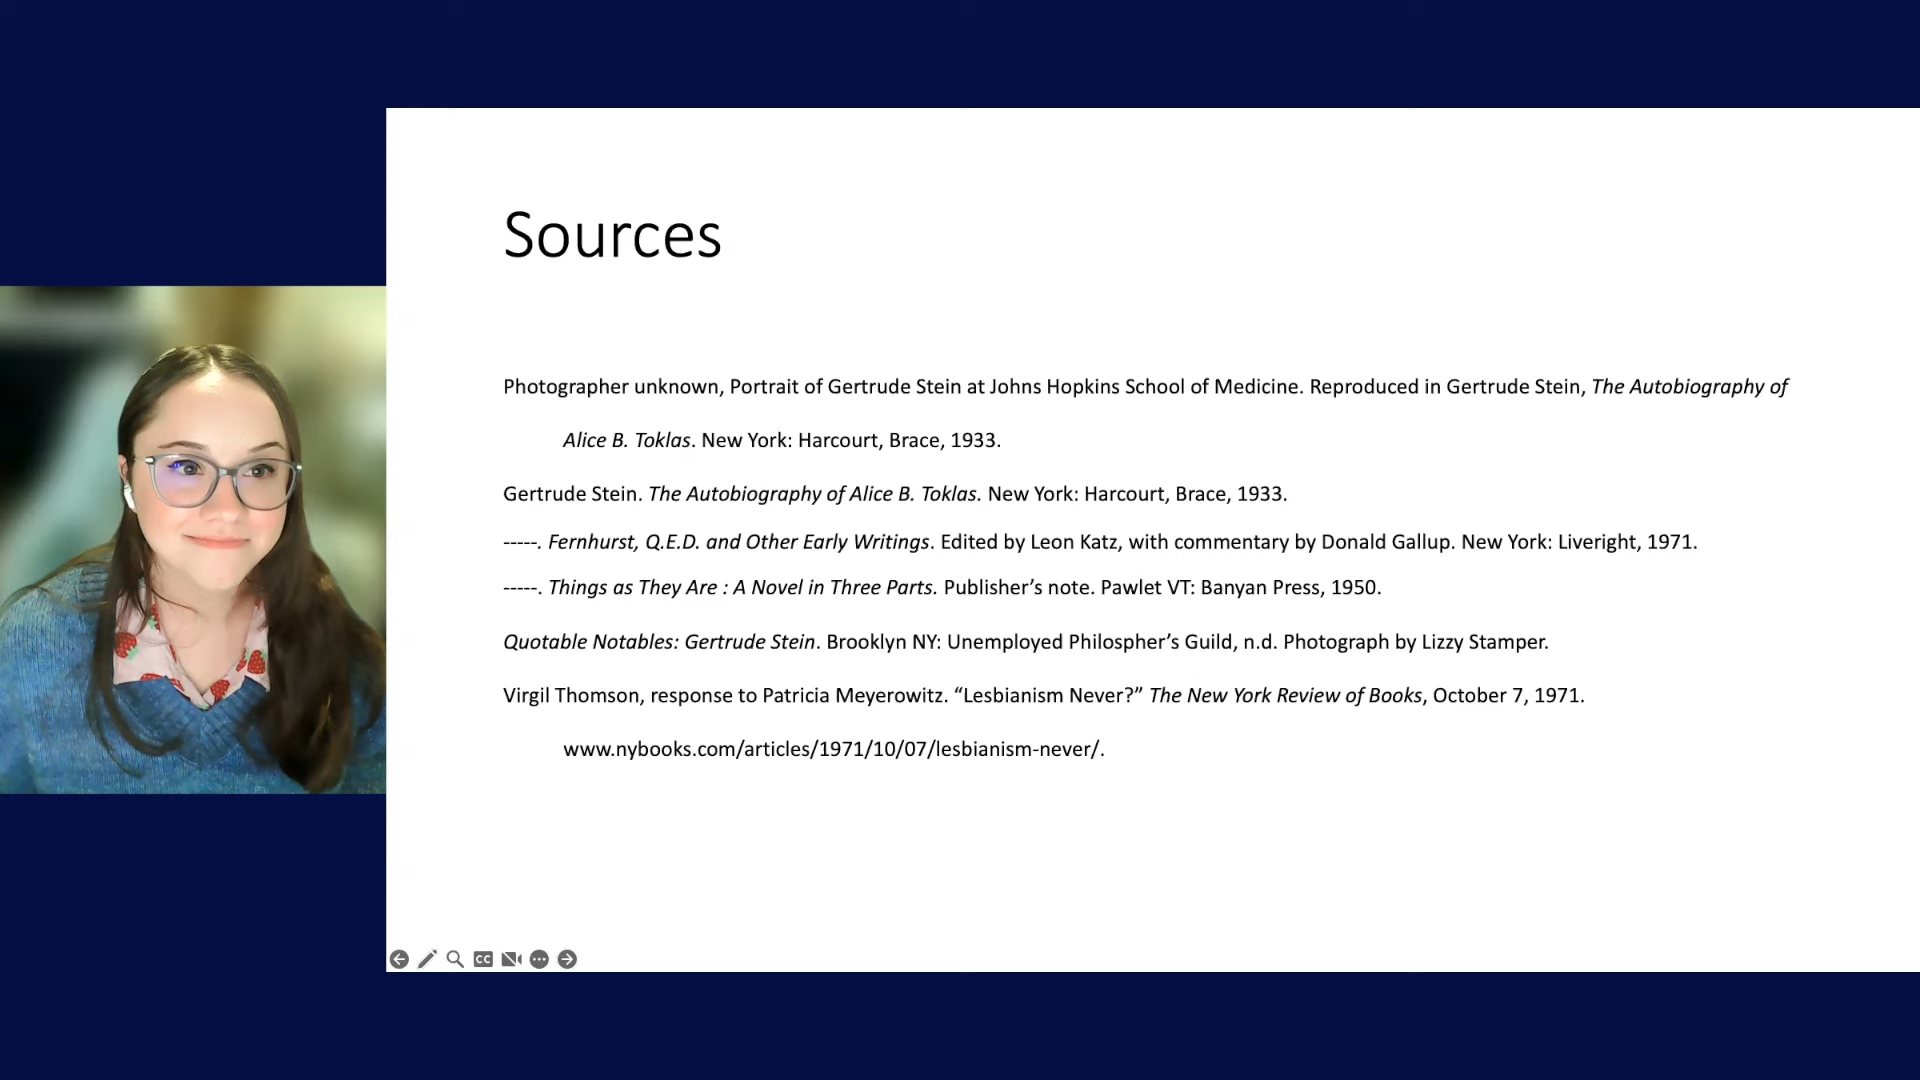 Sources
Photographer unknown, Portrait of Gertrude Stein at Johns Hopkins School of Medicine. Reproduced in Gertrude Stein, The Autobiography of
Alice B. Toklas. New York: Harcourt, Brace, 1933.
Gertrude Stein. The Autobiography of Alice B. Toklas. New York: Harcourt, Brace, 1933.
-----. Fernhurst, Q.E.D. and Other Early Writings. Edited by Leon Katz, with commentary by Donald Gallup. New York: Liveright, 1971.
-----. Things as They Are : A Novel in Three Parts. Publisher’s note. Pawlet VT: Banyan Press, 1950.
Quotable Notables: Gertrude Stein. Brooklyn NY: Unemployed Philospher’s Guild, n.d. Photograph by Lizzy Stamper.
Virgil Thomson, response to Patricia Meyerowitz. “Lesbianism Never?” The New York Review of Books, October 7, 1971.
www.nybooks.com/articles/1971/10/07/lesbianism-never/.
CC